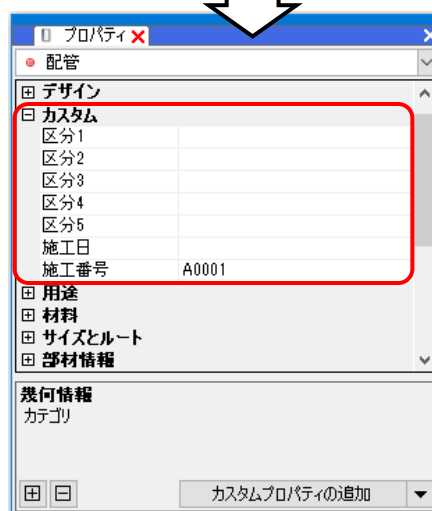 プロパティ
配管
デザイン
カスタム
区分1
区分2
区分3
区分4
区分5
施工日
施工番号 A0001
用途
材料
サイズとルート
部材情報
幾何情報
カテゴリ
カスタムプロパティの追加